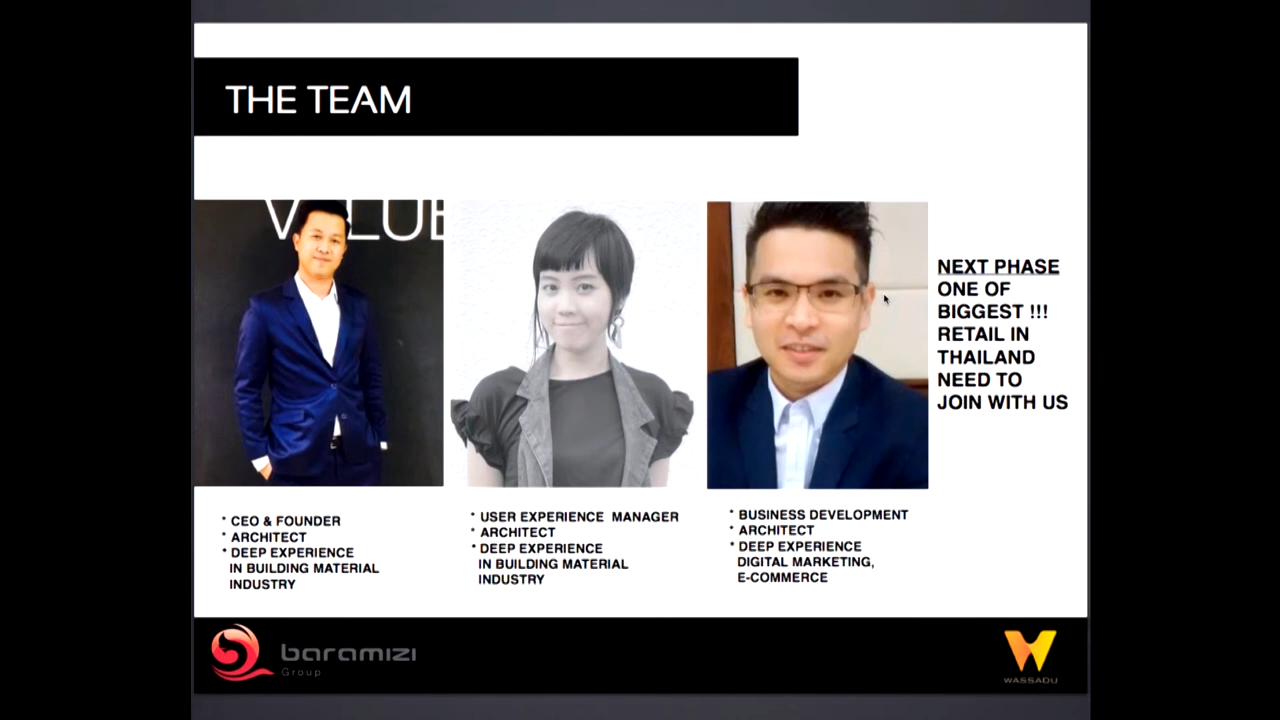 THE TEAM
VALUE
NEXT PHASE
ONE OF
BIGGEST !!!
RETAIL IN
THAILAND
NEED TO
JOIN WITH US
* CEO & FOUNDER
* ARCHITECT
* DEEP EXPERIENCE
IN BUILDING MATERIAL
INDUSTRY
* USER EXPERIENCE MANAGER
* ARCHITECT
* DEEP EXPERIENCE
IN BUILDING MATERIAL
INDUSTRY
* BUSINESS DEVELOPMENT
* ARCHITECT
* DEEP EXPERIENCE
DIGITAL MARKETING,
E-COMMERCE
baramizi
Group
WASSADU